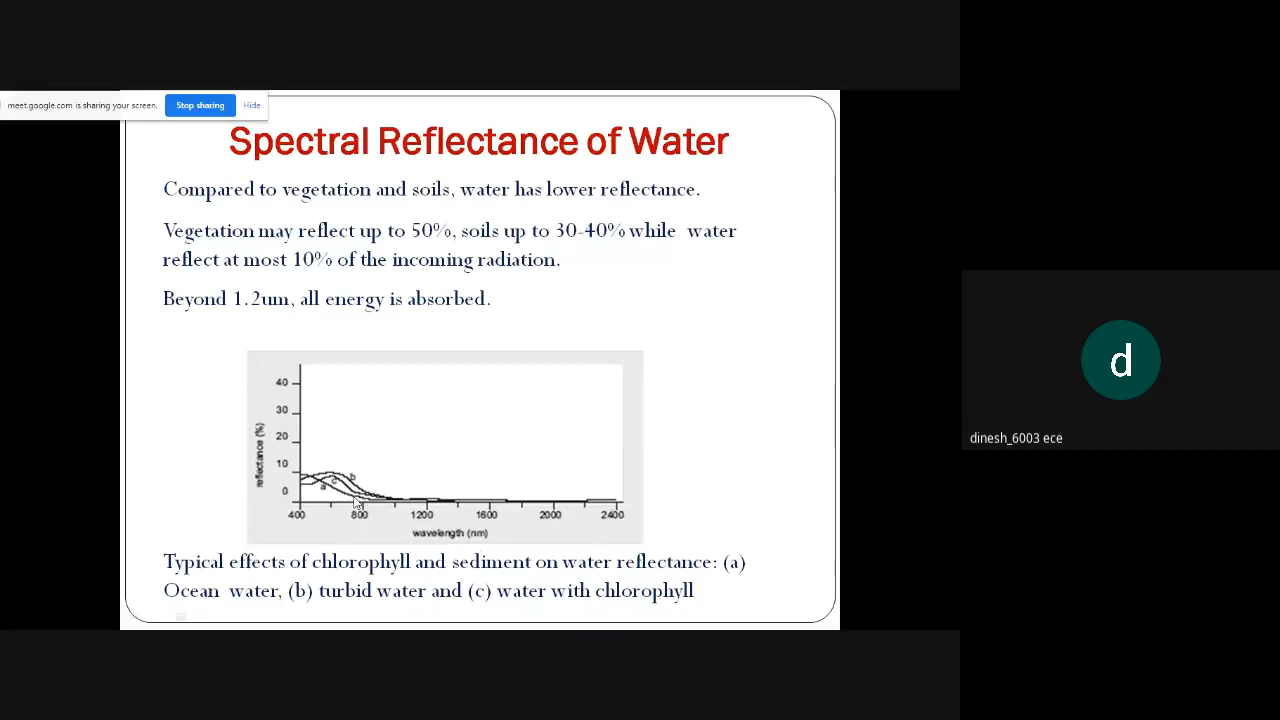 meet.google.com is sharing your screen.
Stop sharing
Hide
Spectral Reflectance of Water
Compared to vegetation and soils, water has lower reflectance.
Vegetation may reflect up to 50%, soils up to 30-40% while water
reflect at most 10% of the incoming radiation.
Beyond 1.2um, all energy is absorbed.
40
30
20
10
0
reflectance (%)
a
c
b
400
800
1200
1600
2000
2400
wavelength (nm)
Typical effects of chlorophyll and sediment on water reflectance: (a)
Ocean water, (b) turbid water and (c) water with chlorophyll
d
dinesh_6003 ece